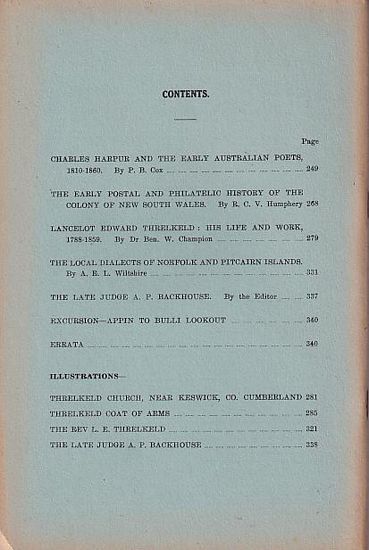 CONTENTS.
Page
CHARLES HARPUR AND THE EARLY AUSTRALIAN POETS,
1810-1860. By P. B. Cox ... 249
THE EARLY POSTAL AND PHILATELIC HISTORY OF THE
COLONY OF NEW SOUTH WALES. By R. C. V. Humphery 268
LANCELOT EDWARD THRELKELD: HIS LIFE AND WORK,
1788-1859. By Dr Ben. W. Champion ... 279
THE LOCAL DIALECTS OF NORFOLK AND PITCAIRN ISLANDS.
By A. E. L. Wiltshire ... 331
THE LATE JUDGE A. P. BACKHOUSE. By the Editor ... 337
EXCURSION—APPIN TO BULLI LOOKOUT ... 340
ERRATA ... 340
ILLUSTRATIONS—
THRELKELD CHURCH, NEAR KESWICK, CO. CUMBERLAND 281
THRELKELD COAT OF ARMS ... 285
THE REV L. E. THRELKELD ... 321
THE LATE JUDGE A. P. BACKHOUSE ... 338